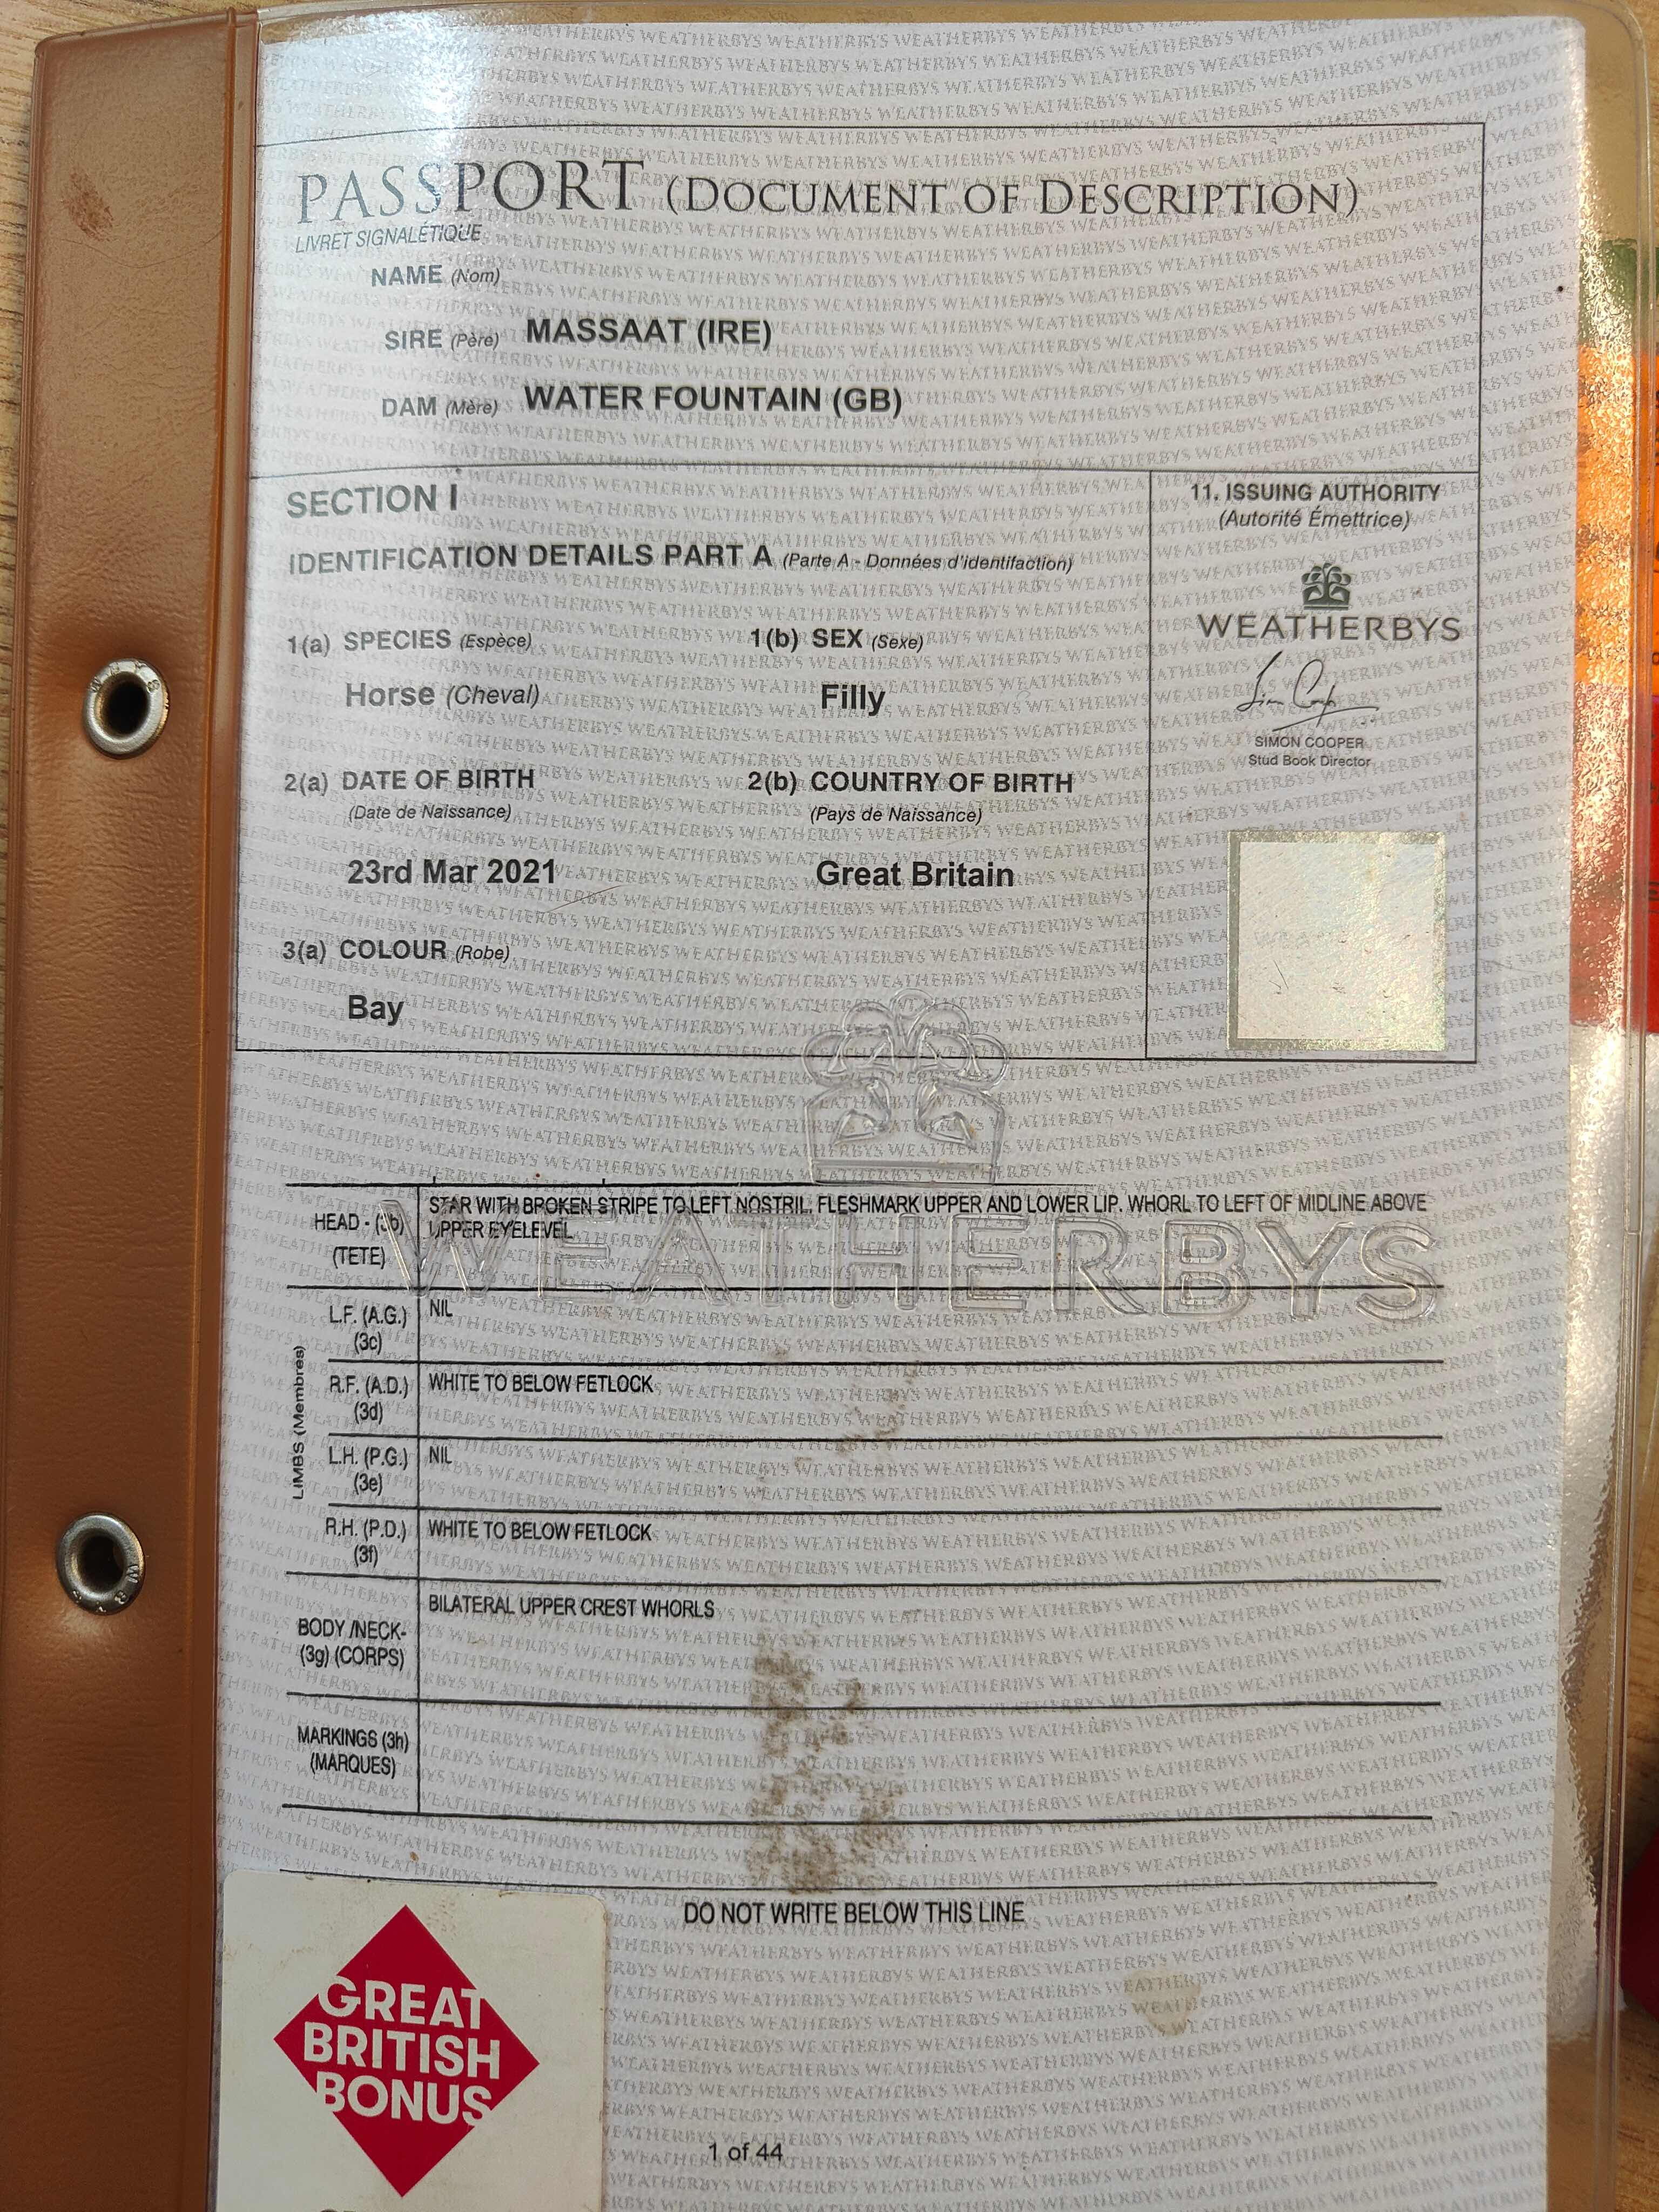 PASSPORT (DOCUMENT OF DESCRIPTION)
LIVRET SIGNALÉTIQUE
NAME (Nom)
SIRE (Père) MASSAAT (IRE)
DAM (Mère) WATER FOUNTAIN (GB)
SECTION I
IDENTIFICATION DETAILS PART A (Parte A - Données d'Identifaction)
1(a) SPECIES (Espèce) 1(b) SEX (Sexe)
Horse (Cheval) Filly
2(a) DATE OF BIRTH 2(b) COUNTRY OF BIRTH
(Date de Naissance) (Pays de Naissance)
23rd Mar 2021 Great Britain
3(a) COLOUR (Robe)
Bay
11. ISSUING AUTHORITY
(Autorité Émettrice)
WEATHERBYS
SIMON COOPER
Stud Book Director
WEATHERBYS
HEAD - (3b) STAR WITH BROKEN STRIPE TO LEFT NOSTRIL. FLESHMARK UPPER AND LOWER LIP. WHORL TO LEFT OF MIDLINE ABOVE
(TETE) UPPER EYELEVEL
LIMBS (Membres)
L.F. (A.G.) NIL
(3c)
R.F. (A.D.) WHITE TO BELOW FETLOCK
(3d)
L.H. (P.G.) NIL
(3e)
R.H. (P.D.) WHITE TO BELOW FETLOCK
(3f)
BILATERAL UPPER CREST WHORLS
BODY /NECK-
(3g) (CORPS)
MARKINGS (3h)
(MARQUES)
DO NOT WRITE BELOW THIS LINE
GREAT
BRITISH
BONUS
1 of 44